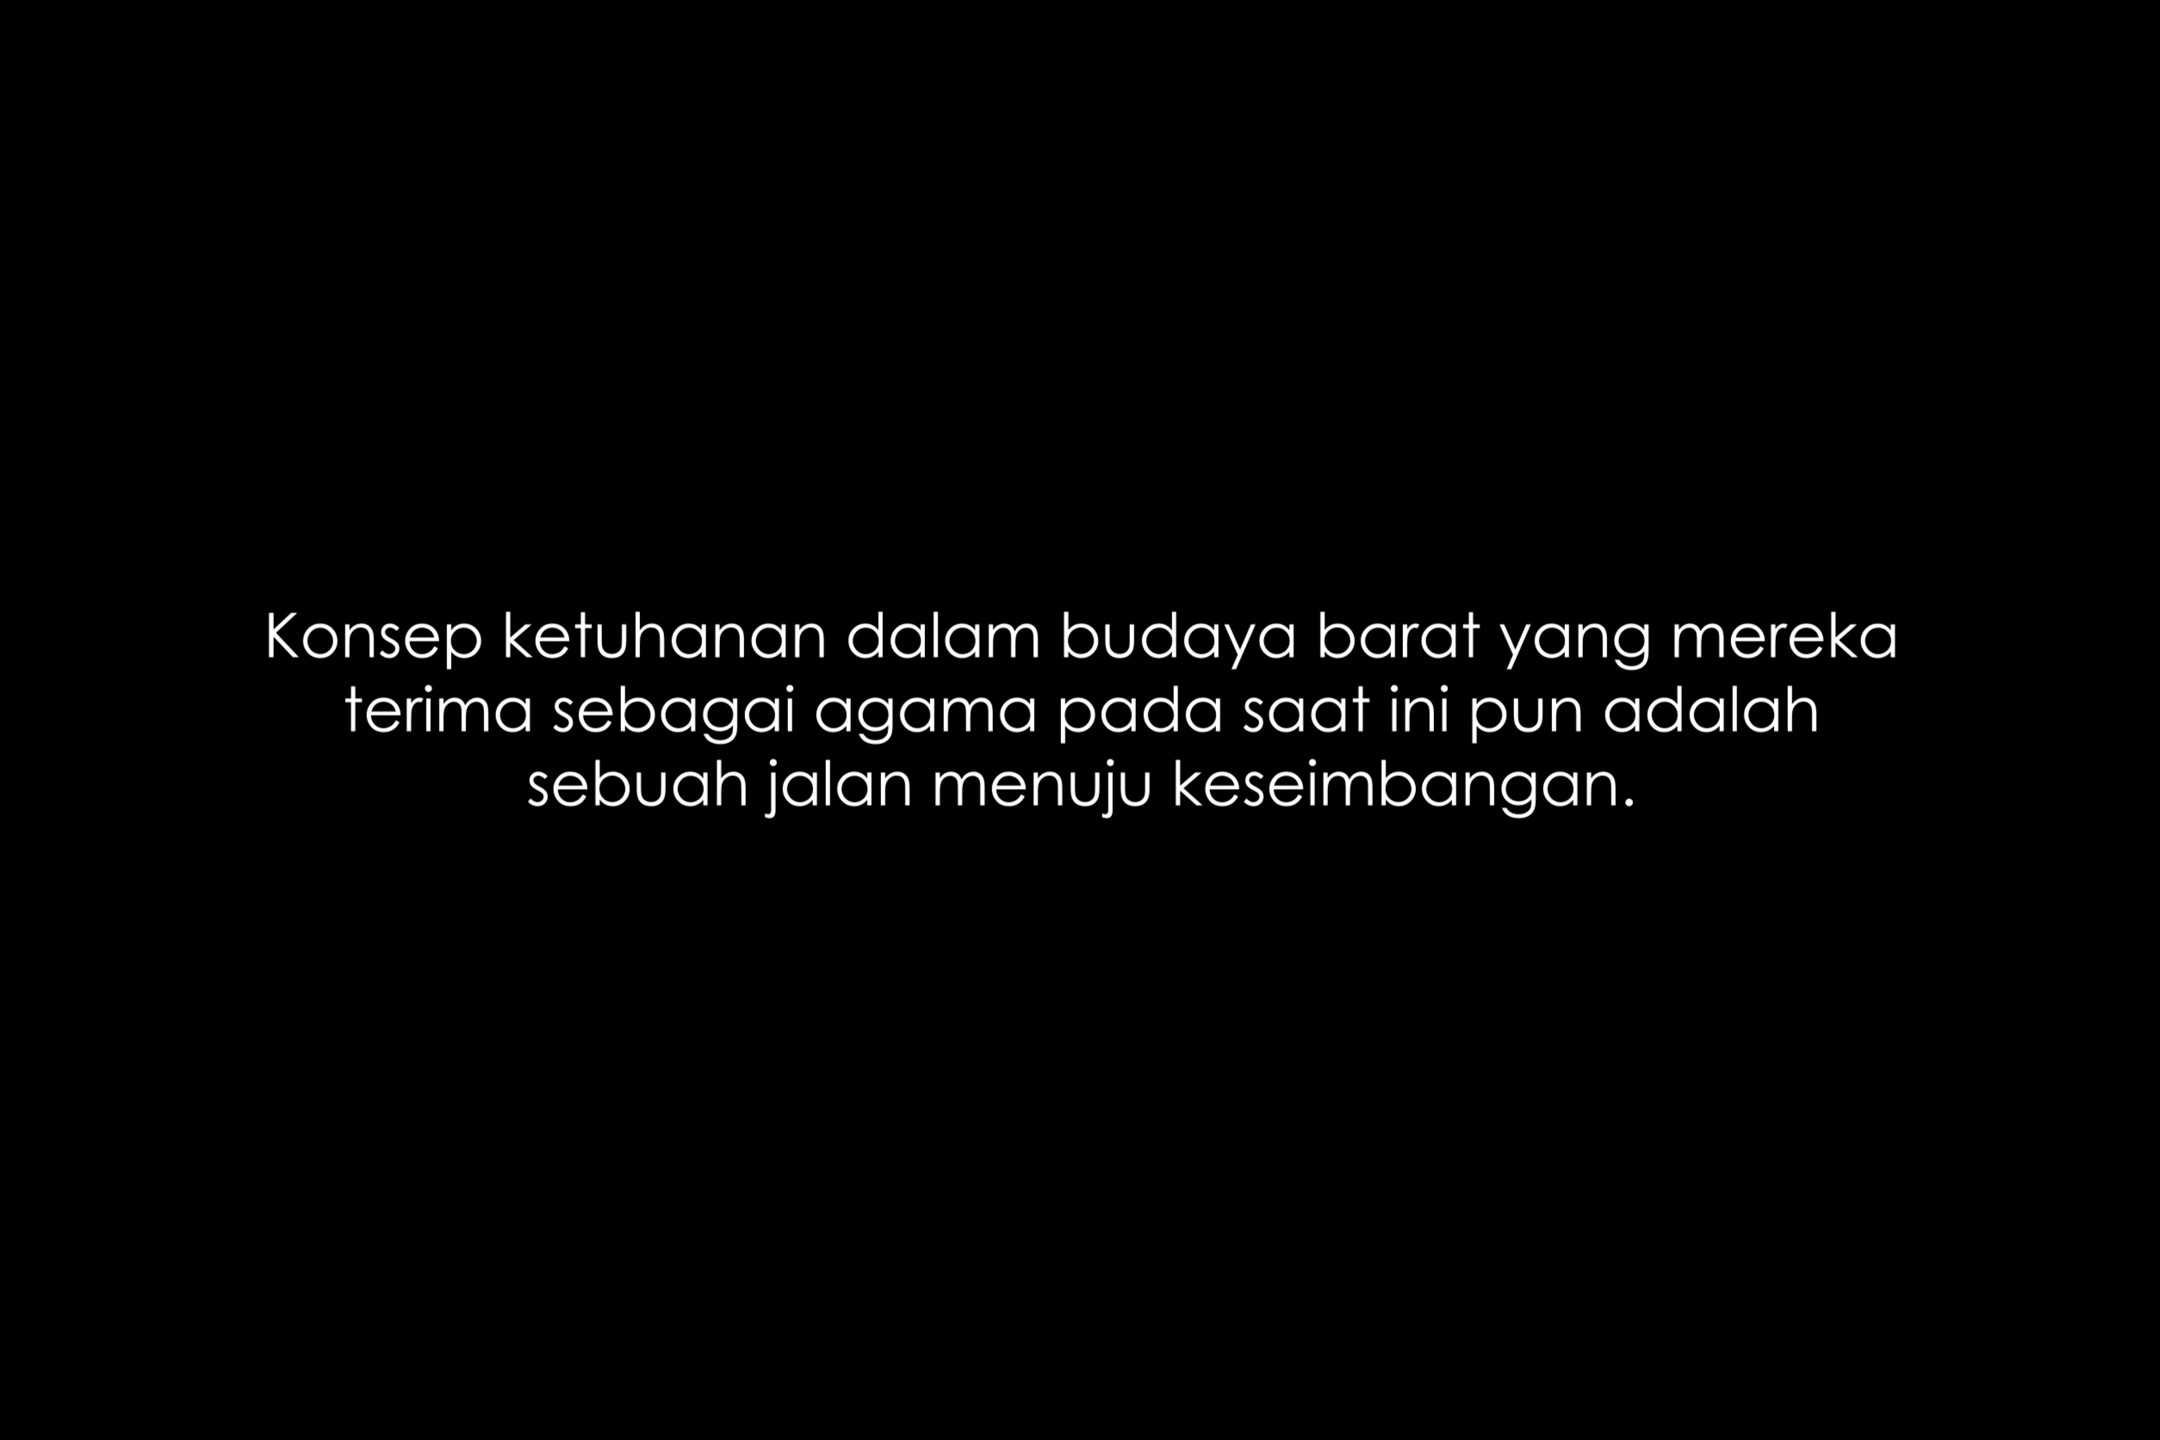 Konsep ketuhanan dalam budaya barat yang mereka
terima sebagai agama pada saat ini pun adalah
sebuah jalan menuju keseimbangan.